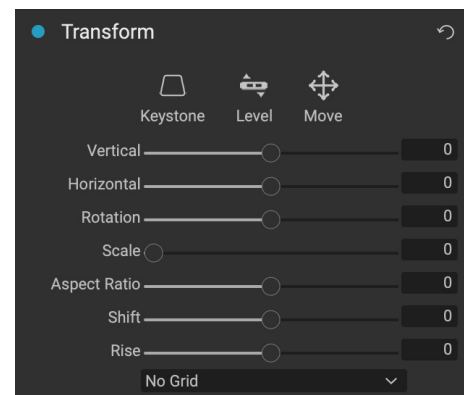 Transform
Keystone Level Move
Vertical 0
Horizontal 0
Rotation 0
Scale 0
Aspect Ratio 0
Shift 0
Rise 0
No Grid